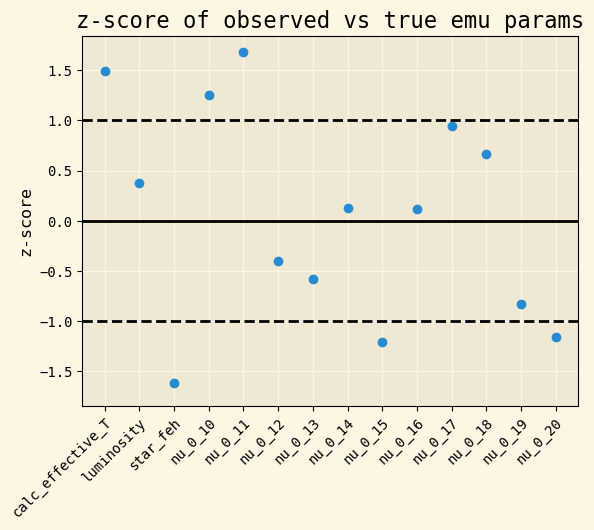 z-score of observed vs true emu params
z-score
1.5
1.0
0.5
0.0
−0.5
−1.0
−1.5
calc_effective_T
luminosity
star_feh
nu_0_10
nu_0_11
nu_0_12
nu_0_13
nu_0_14
nu_0_15
nu_0_16
nu_0_17
nu_0_18
nu_0_19
nu_0_20